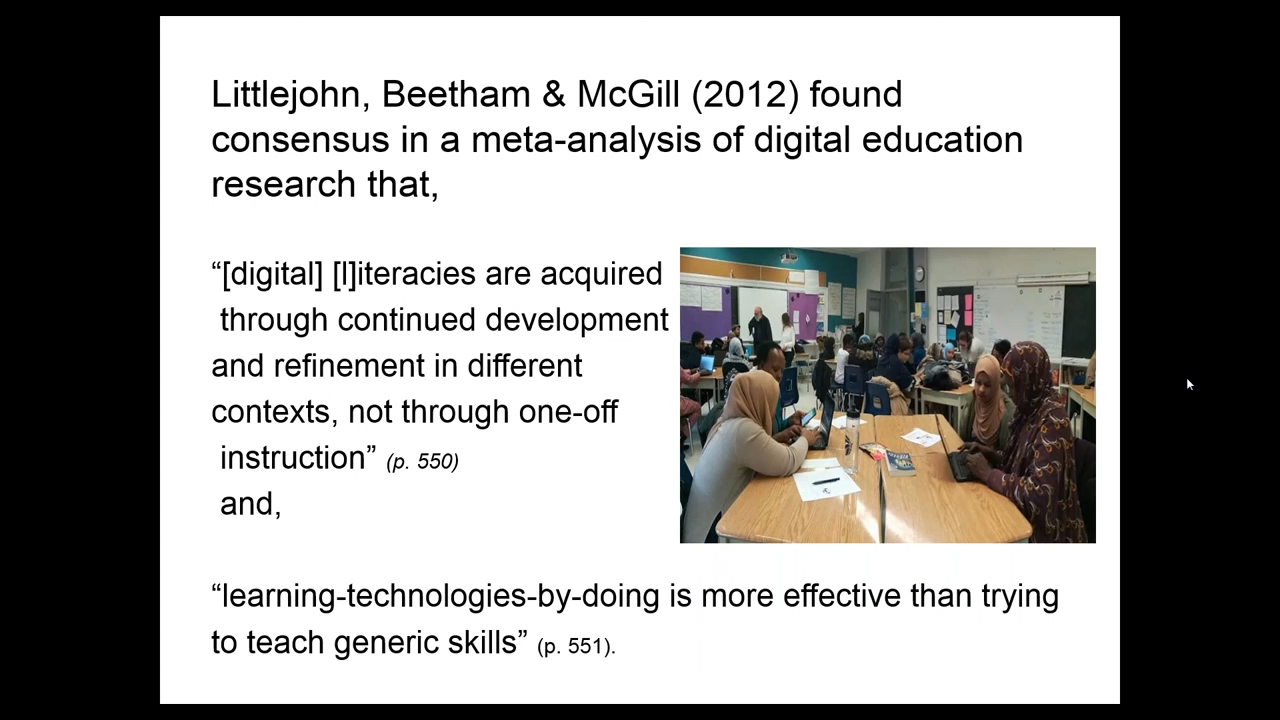 Littlejohn, Beetham & McGill (2012) found
consensus in a meta-analysis of digital education
research that,
“[digital] [l]iteracies are acquired
through continued development
and refinement in different
contexts, not through one-off
instruction” (p. 550)
and,
“learning-technologies-by-doing is more effective than trying
to teach generic skills” (p. 551).